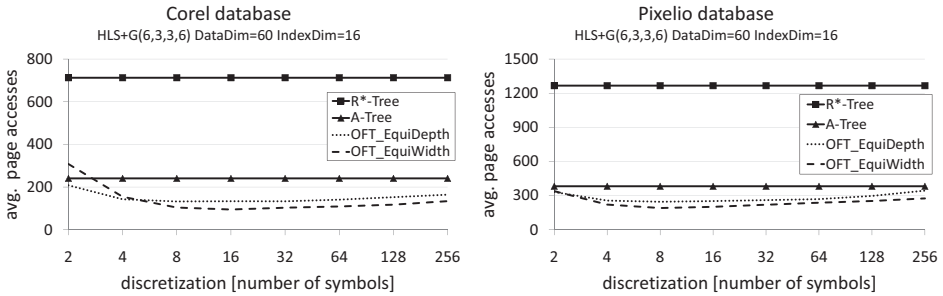 Corel database
HLS+G(6,3,3,6) DataDim=60 IndexDim=16
avg. page accesses
800
600
400
200
0
R*-Tree
A-Tree
OFT_EquiDepth
OFT_EquiWidth
2 4 8 16 32 64 128 256
discretization [number of symbols]
Pixelio database
HLS+G(6,3,3,6) DataDim=60 IndexDim=16
avg. page accesses
1500
1200
900
600
300
0
R*-Tree
A-Tree
OFT_EquiDepth
OFT_EquiWidth
2 4 8 16 32 64 128 256
discretization [number of symbols]